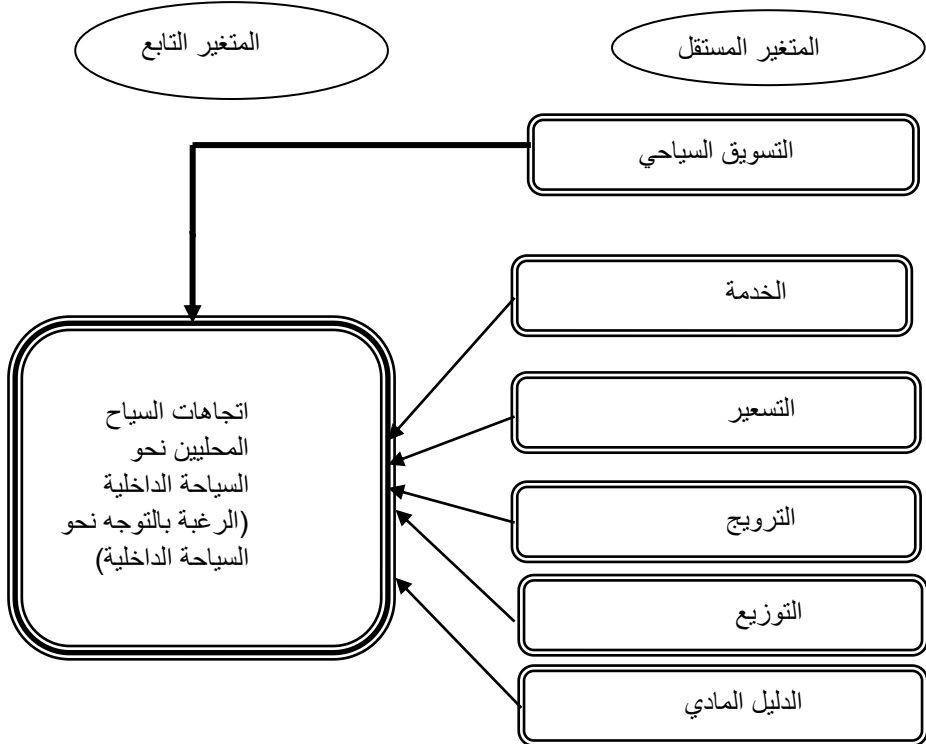 المتغير المستقل
المتغير التابع
التسويق السياحي
الخدمة
التسعير
الترويج
التوزيع
الدليل المادي
اتجاهات السياح
المحليين نحو
السياحة الداخلية
(الرغبة بالتوجه نحو
السياحة الداخلية)